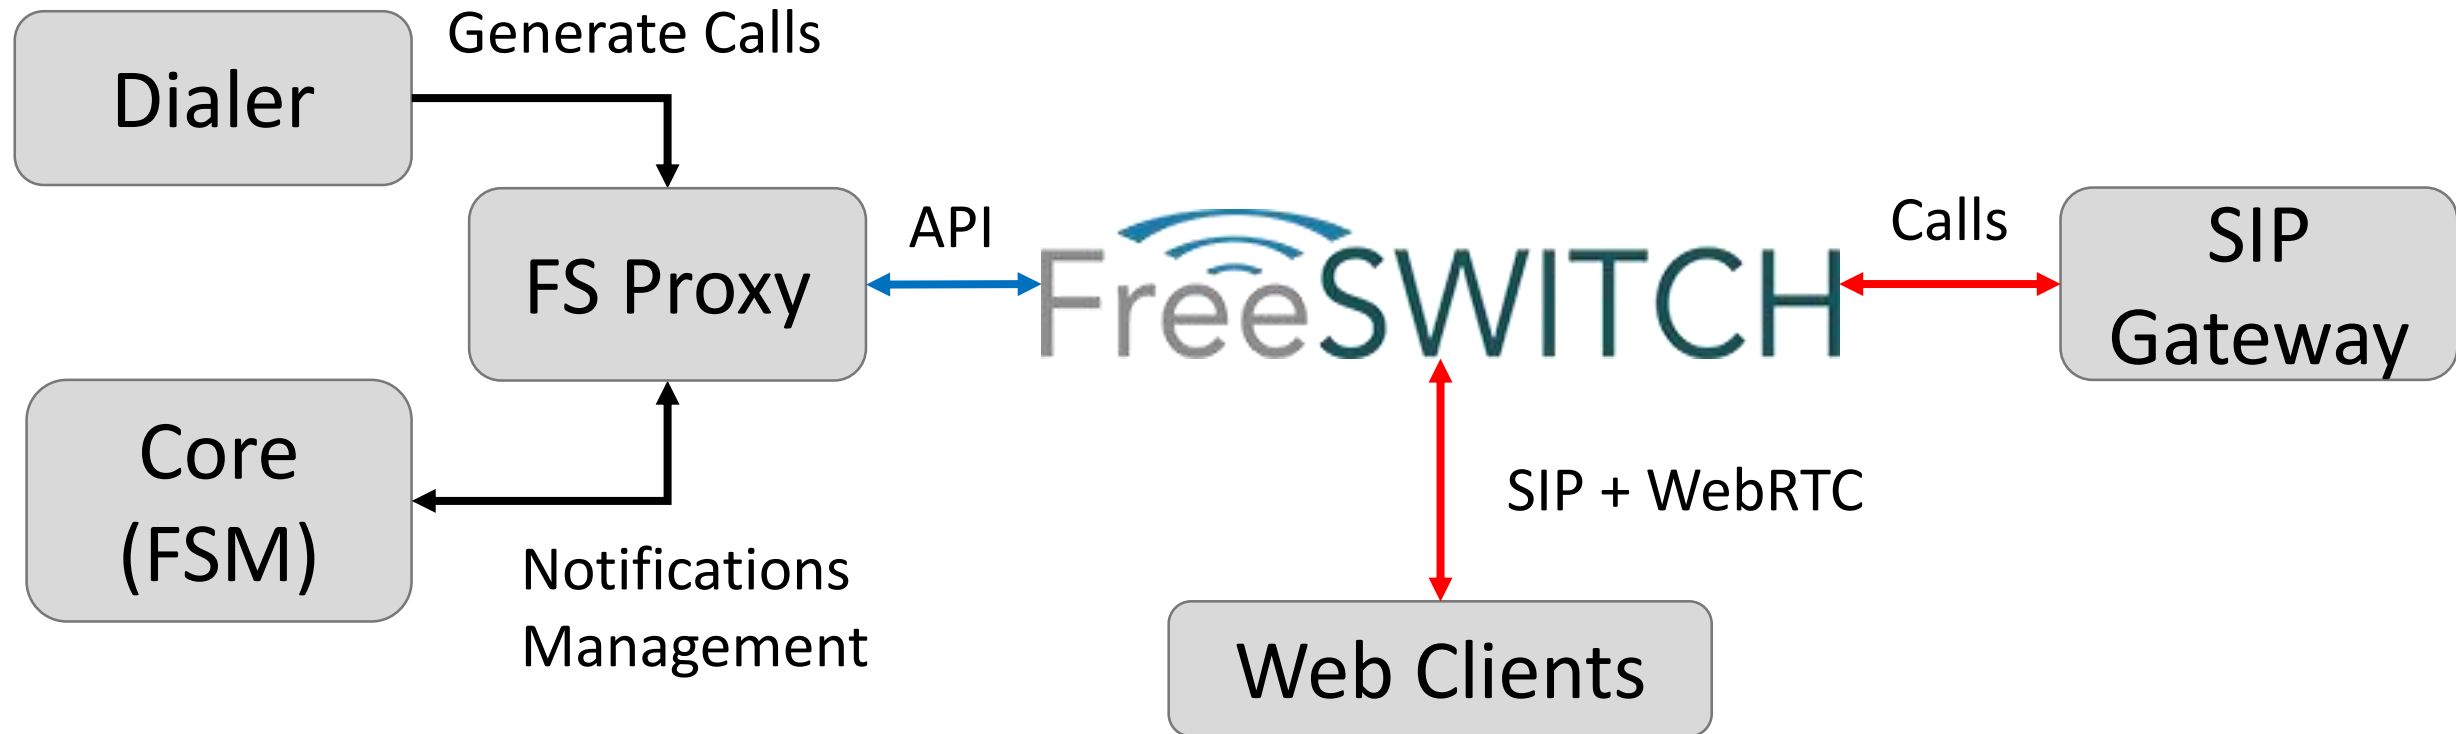 Generate Calls
Dialer
FS Proxy
API
FreeSWITCH
Calls
SIP
Gateway
Core
(FSM)
Notifications
Management
SIP + WebRTC
Web Clients